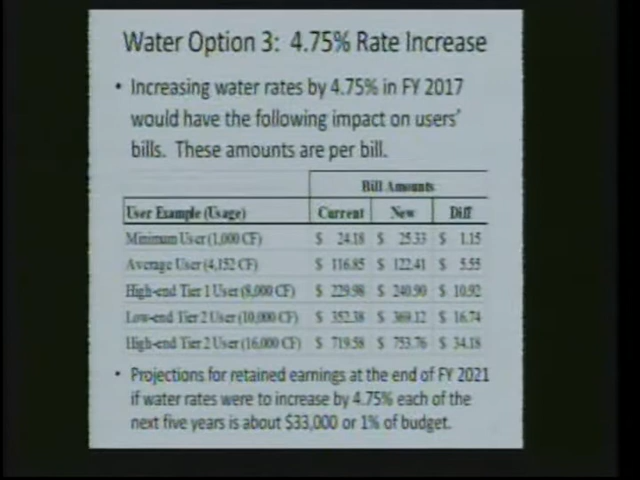 Water Option 3: 4.75% Rate Increase
• Increasing water rates by 4.75% in FY 2017
would have the following impact on users'
bills. These amounts are per bill.
Bill Amounts
User Example (Usage) Current New Diff
Minimum User (1,000 CF) $ 24.18 $ 25.33 $ 1.15
Average User (4,152 CF) $ 116.85 $ 122.41 $ 5.55
High-end Tier 1 User (8,000 CF) $ 229.98 $ 240.90 $ 10.92
Low-end Tier 2 User (10,000 CF) $ 352.38 $ 369.12 $ 16.74
High-end Tier 2 User (16,000 CF) $ 719.58 $ 753.76 $ 34.18
• Projections for retained earnings at the end of FY 2021
if water rates were to increase by 4.75% each of the
next five years is about $33,000 or 1% of budget.